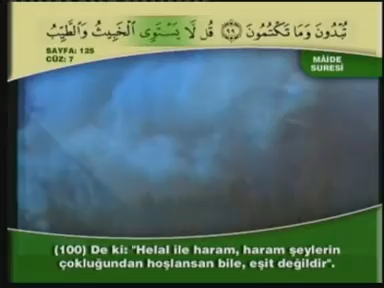 تُبْدُونَ وَمَا تَكْتُمُونَ ﴿٩٩﴾ قُل لَّا يَسْتَوِى الْخَبِيثُ وَالطَّيِّبُ
SAYFA: 125
CÜZ: 7
MÂİDE
SURESİ
(100) De ki: "Helal ile haram, haram şeylerin
çokluğundan hoşlansan bile, eşit değildir".